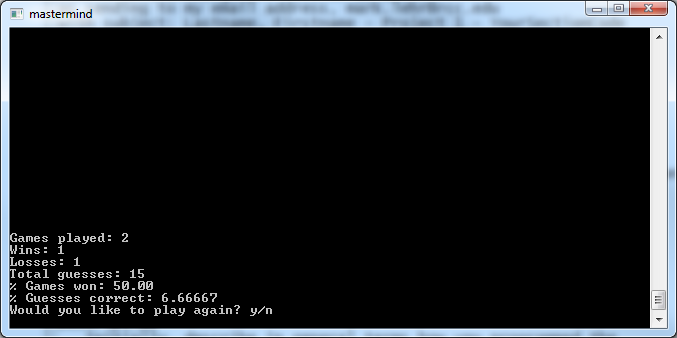 mastermind
Games played: 2
Wins: 1
Losses: 1
Total guesses: 15
% Games won: 50.00
% Guesses correct: 6.66667
Would you like to play again? y/n